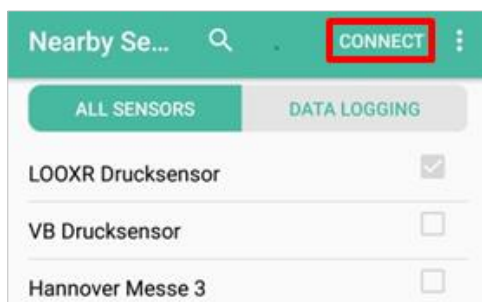 Nearby Se... CONNECT
ALL SENSORS DATA LOGGING
LOOXR Drucksensor
VB Drucksensor
Hannover Messe 3